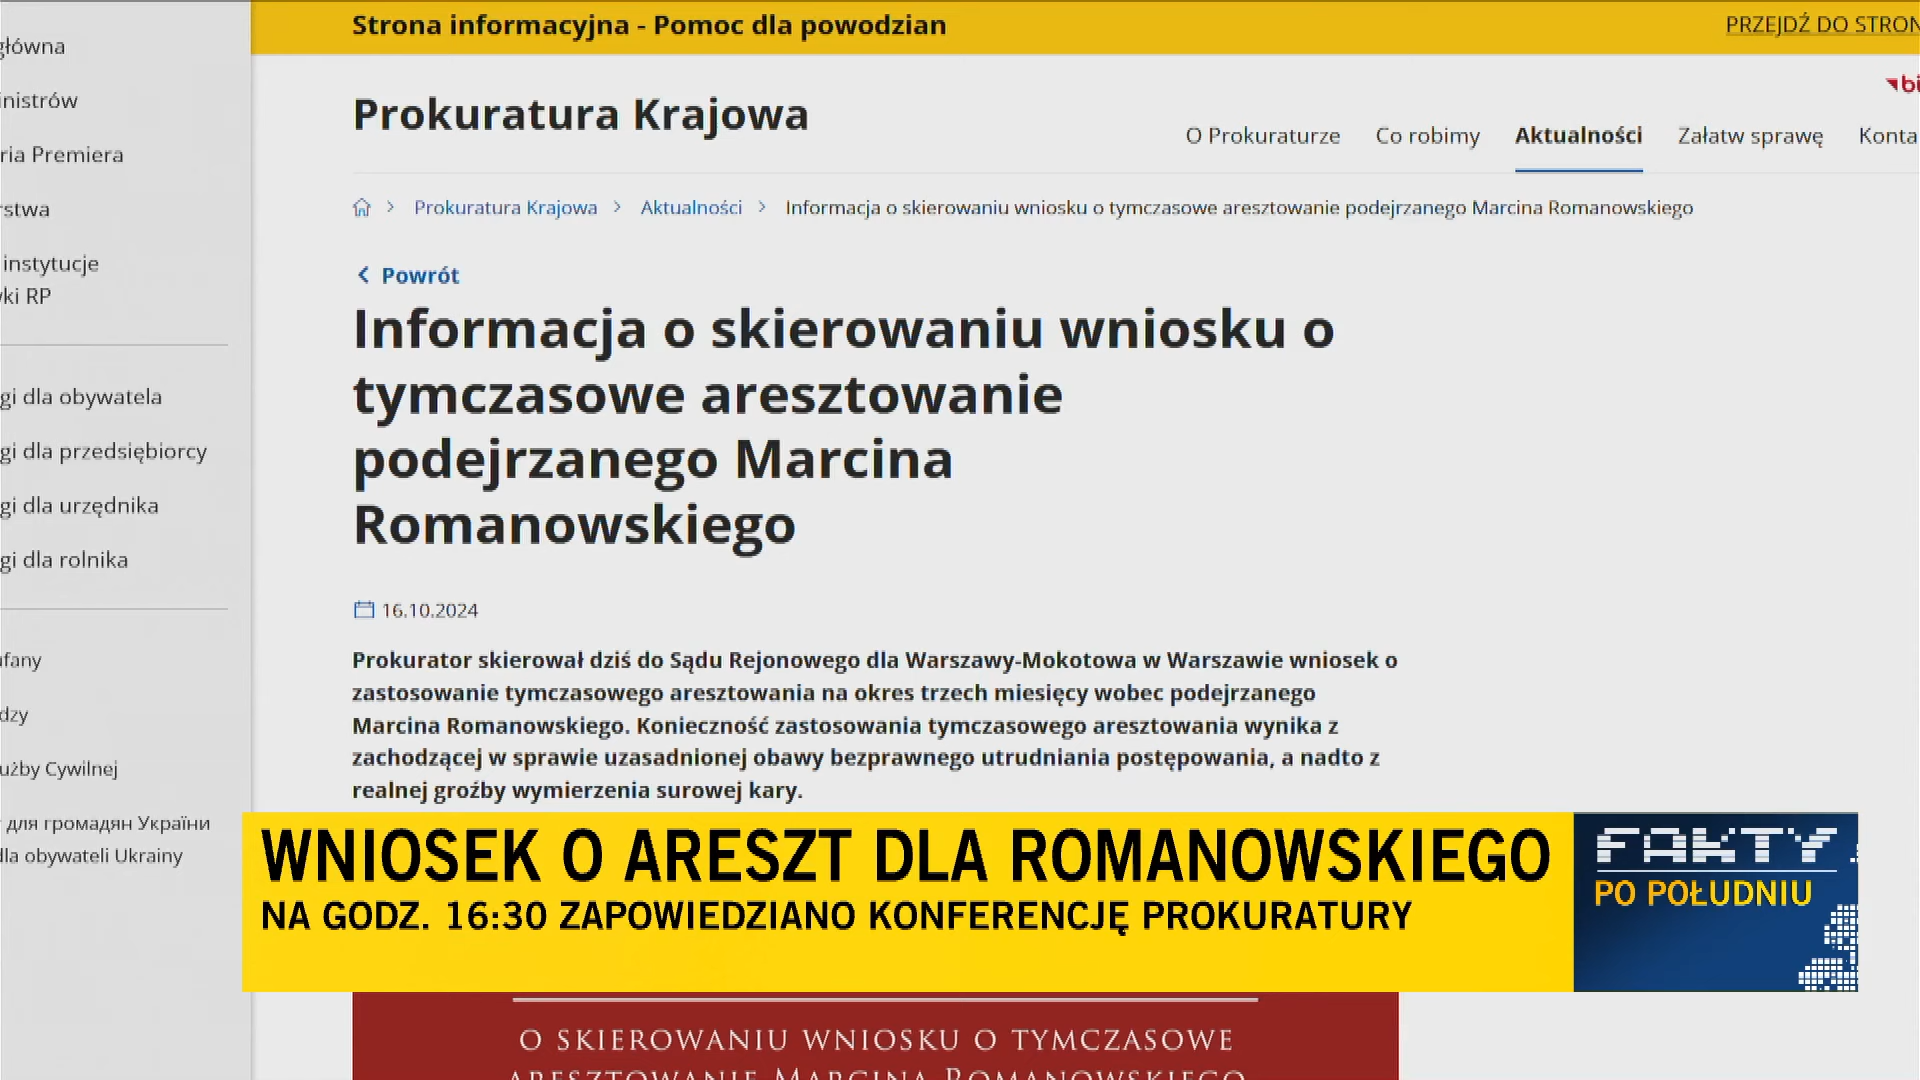 Strona informacyjna - Pomoc dla powodzian
PRZEJDŹ DO STRON
główna
inistrów
ria Premiera
rstwa
instytucje
ki RP
gi dla obywatela
gi dla przedsiębiorcy
gi dla urzędnika
gi dla rolnika
ufany
dzy
użby Cywilnej
для громадян України
dla obywateli Ukrainy
Prokuratura Krajowa
bi
O Prokuraturze Co robimy Aktualności Załatw sprawę Konta
Prokuratura Krajowa > Aktualności > Informacja o skierowaniu wniosku o tymczasowe aresztowanie podejrzanego Marcina Romanowskiego
Powrót
Informacja o skierowaniu wniosku o
tymczasowe aresztowanie
podejrzanego Marcina
Romanowskiego
16.10.2024
Prokurator skierował dziś do Sądu Rejonowego dla Warszawy-Mokotowa w Warszawie wniosek o
zastosowanie tymczasowego aresztowania na okres trzech miesięcy wobec podejrzanego
Marcina Romanowskiego. Konieczność zastosowania tymczasowego aresztowania wynika z
zachodzącej w sprawie uzasadnionej obawy bezprawnego utrudniania postępowania, a nadto z
realnej groźby wymierzenia surowej kary.
WNIOSEK O ARESZT DLA ROMANOWSKIEGO
NA GODZ. 16:30 ZAPOWIEDZIANO KONFERENCJĘ PROKURATURY
FAKTY
PO POŁUDNIU
O SKIEROWANIU WNIOSKU O TYMCZASOWE
ARESZTOWANIE MARCINA ROMANOWSKIEGO